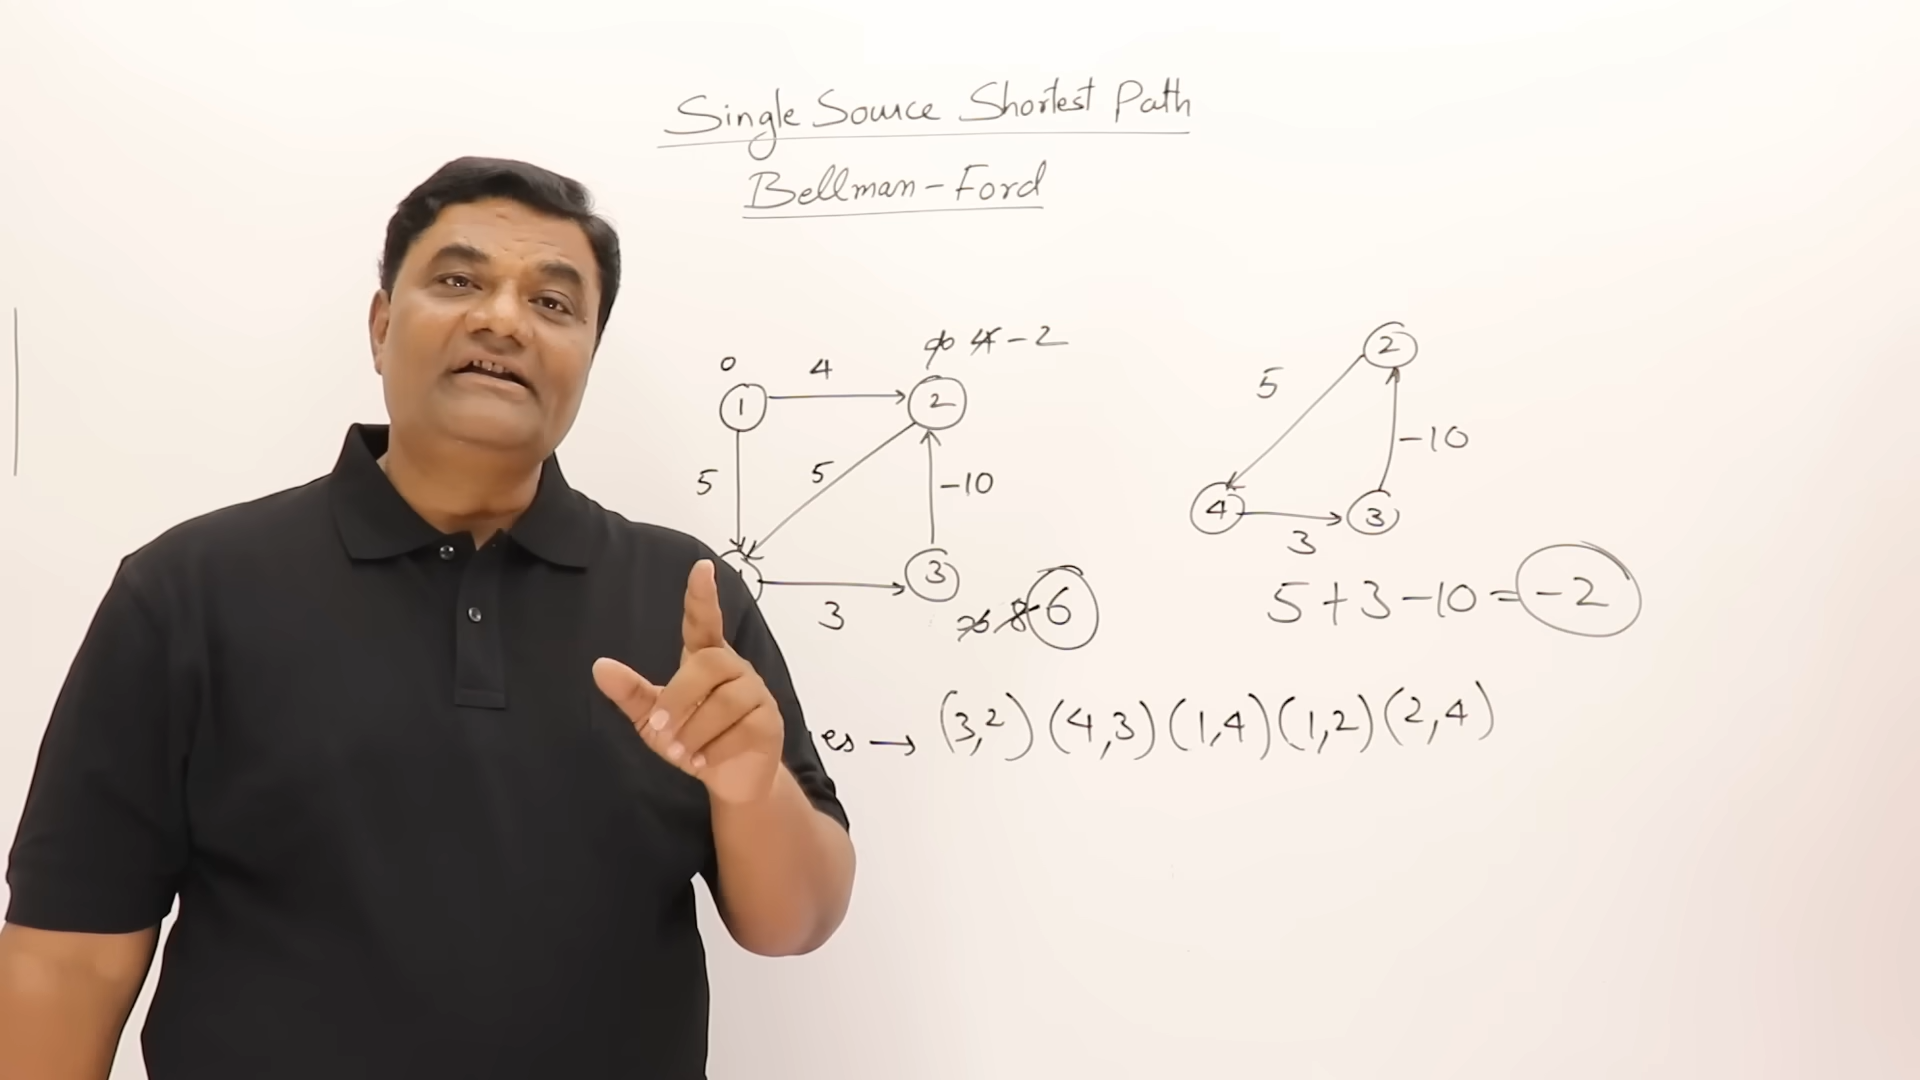 Single Source Shortest Path
Bellman-Ford
0 4 -2
1 2
5 5 -10
3
3 6
2
5 -10
4 3
3
5+3-10=-2
es → (3,2) (4,3) (1,4) (1,2) (2,4)